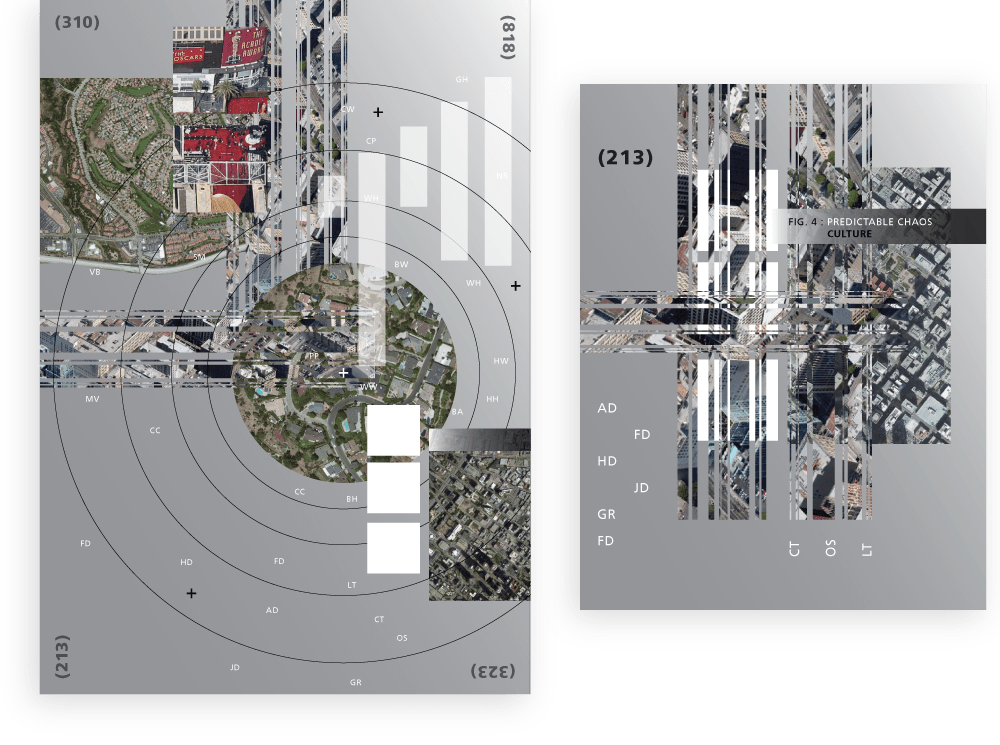 (310)
(818)
THE
OSCARS
THE
ACADEMY
AWARDS
GH
CW
CP
NS
WH
SM
BW
VB
WH
PP
HW
WW
MV
HH
BA
CC
CC
BH
FD
HD
FD
LT
AD
CT
OS
JD
GR
(213)
(323)
(213)
FIG. 4 : PREDICTABLE CHAOS
CULTURE
AD
FD
HD
JD
GR
FD
CT
OS
LT